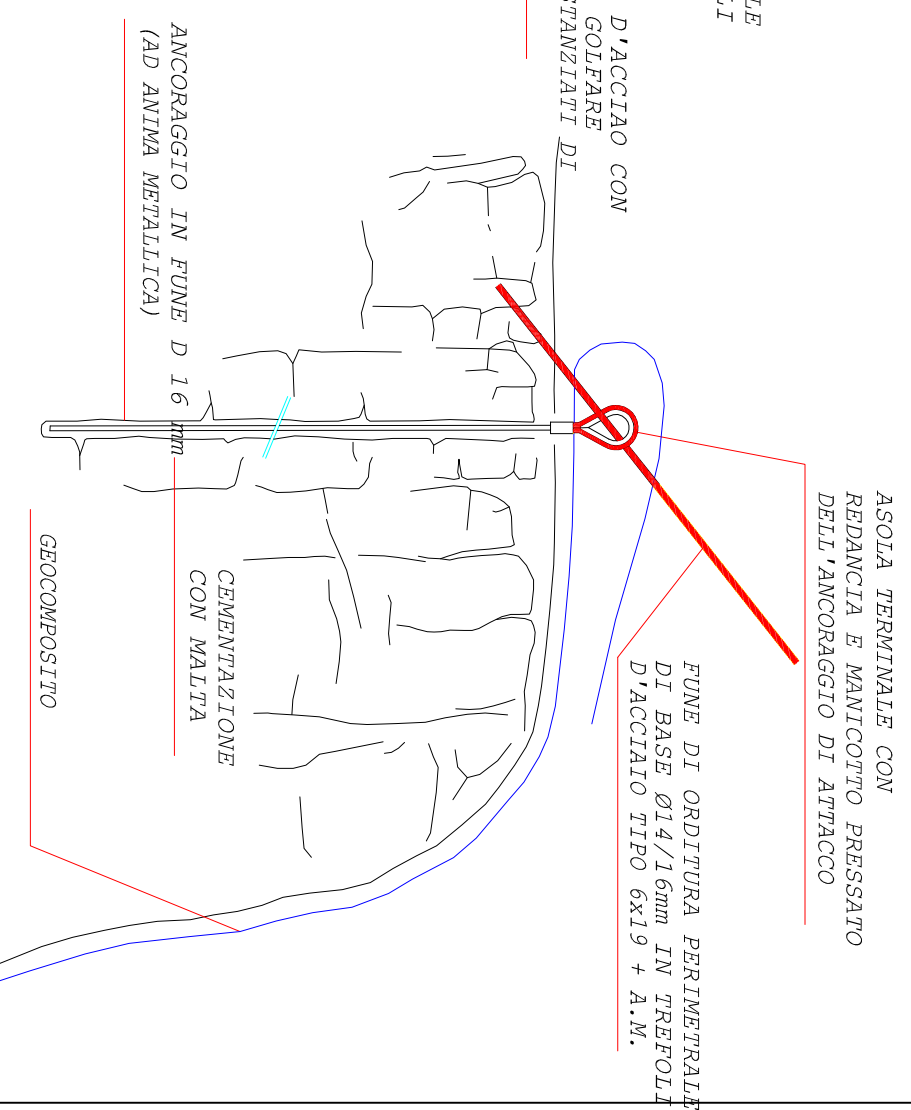 LE
LI
D'ACCIAO CON
GOLFARE
STANZIATI DI
ANCORAGGIO IN FUNE D 16 mm
(AD ANIMA METALLICA)
ASOLA TERMINALE CON
REDANCIA E MANICOTTO PRESSATO
DELL'ANCORAGGIO DI ATTACCO
FUNE DI ORDITURA PERIMETRALE
DI BASE Ø14/16mm IN TREFOLI
D'ACCIAIO TIPO 6x19 + A.M.
CEMENTAZIONE
CON MALTA
GEOCOMPOSITO